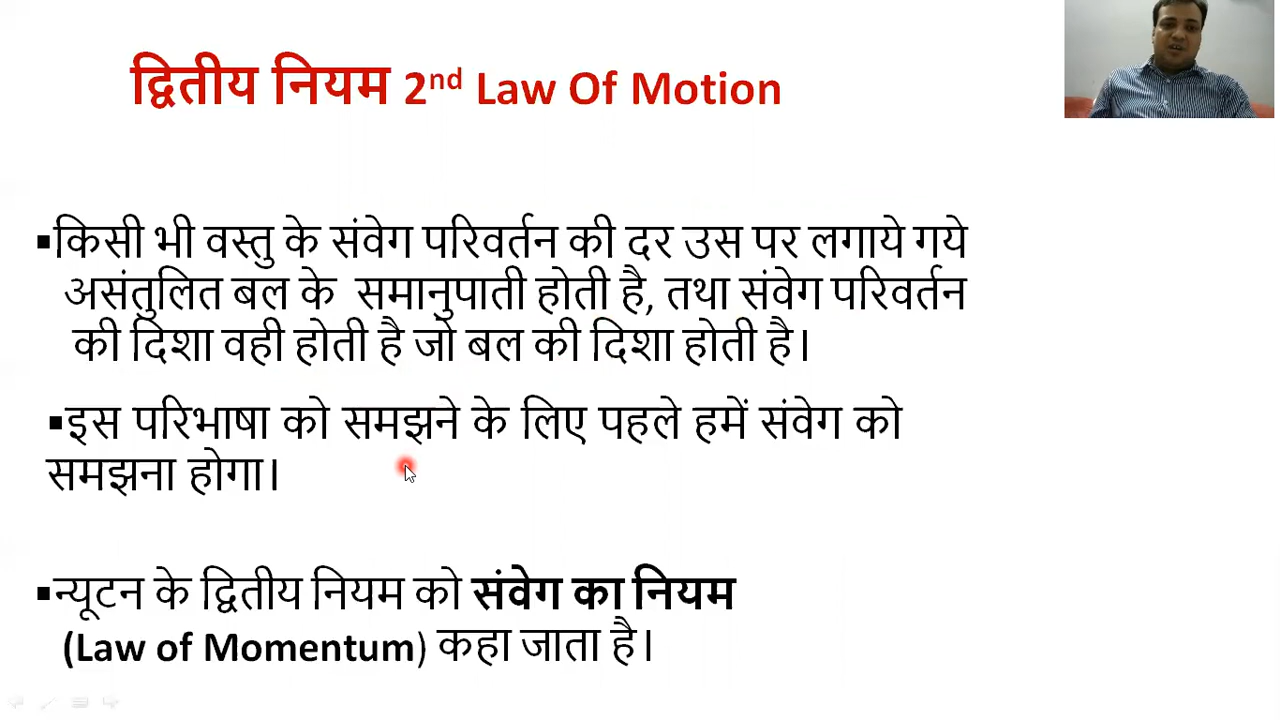 द्वितीय नियम 2nd Law Of Motion
▪किसी भी वस्तु के संवेग परिवर्तन की दर उस पर लगाये गये
असंतुलित बल के समानुपाती होती है, तथा संवेग परिवर्तन
की दिशा वही होती है जो बल की दिशा होती है।
▪इस परिभाषा को समझने के लिए पहले हमें संवेग को
समझना होगा।
▪न्यूटन के द्वितीय नियम को संवेग का नियम
(Law of Momentum) कहा जाता है।